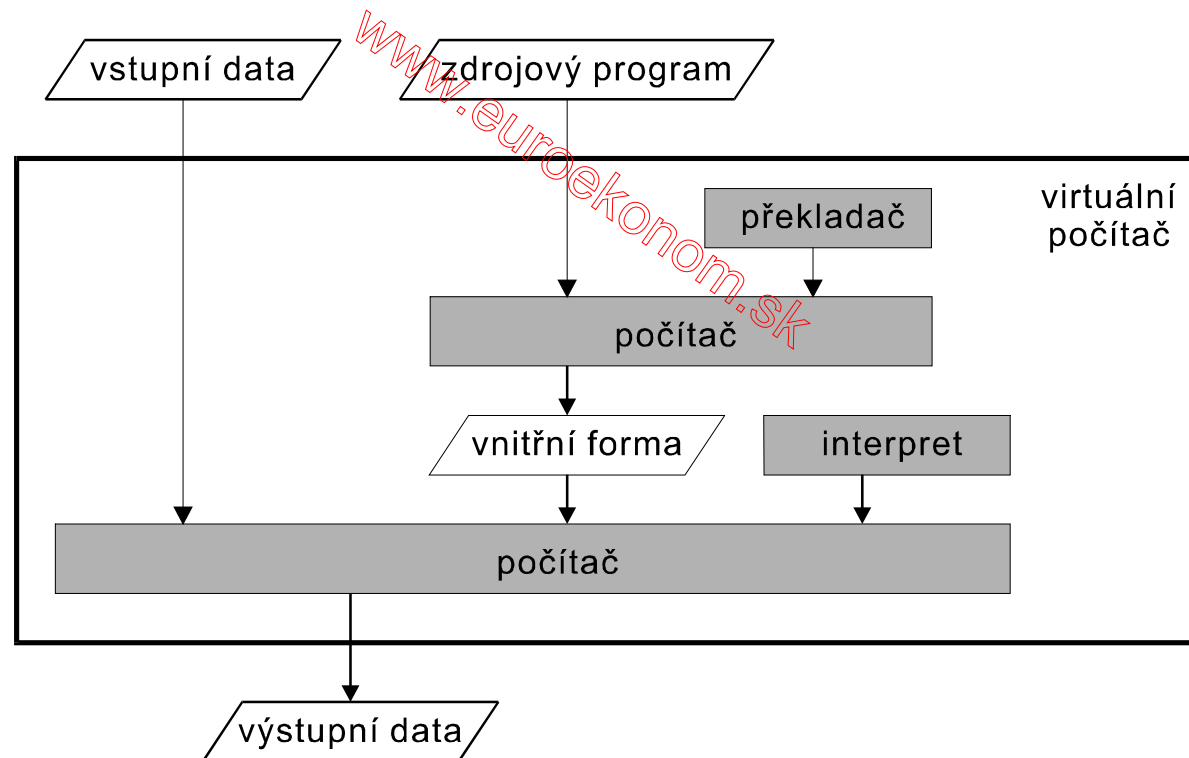 vstupní data
zdrojový program
www.euroekonom.sk
překladač
virtuální
počítač
počítač
vnitřní forma
interpret
počítač
výstupní data